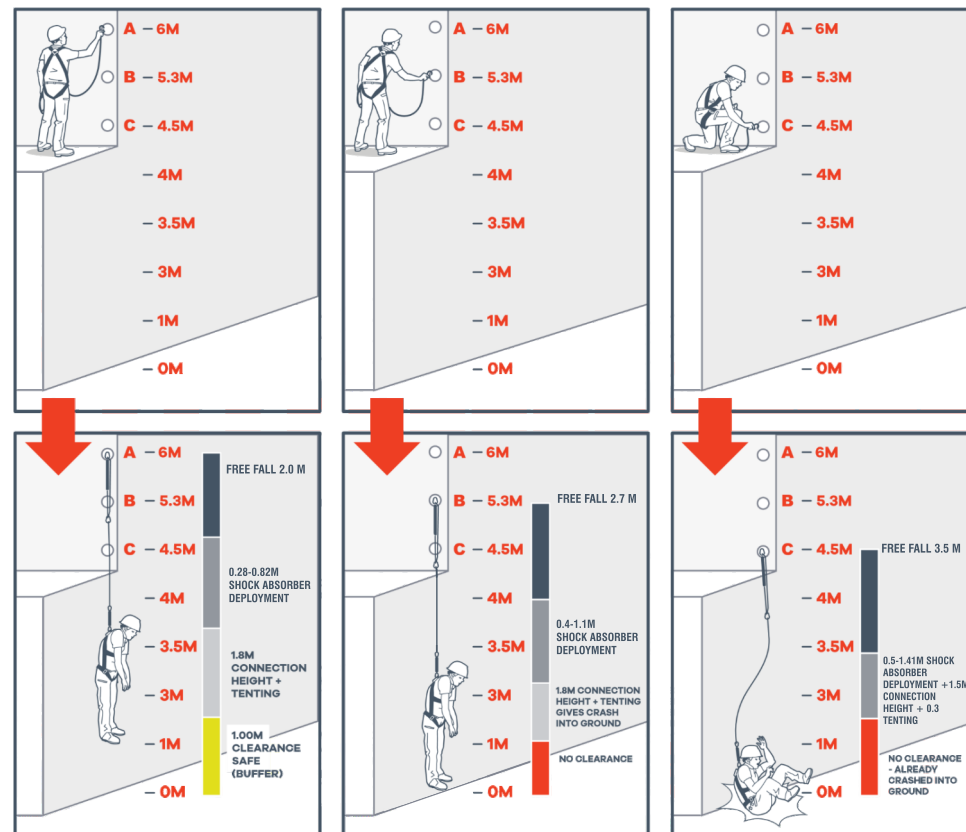 A – 6M
B – 5.3M
C – 4.5M
– 4M
– 3.5M
– 3M
– 1M
– 0M
A – 6M
B – 5.3M
C – 4.5M
– 4M
– 3.5M
– 3M
– 1M
– 0M
A – 6M
B – 5.3M
C – 4.5M
– 4M
– 3.5M
– 3M
– 1M
– 0M
A – 6M
B – 5.3M
C – 4.5M
– 4M
– 3.5M
– 3M
– 1M
– 0M
FREE FALL 2.0 M
0.28-0.82M
SHOCK ABSORBER
DEPLOYMENT
1.8M
CONNECTION
HEIGHT +
TENTING
1.00M
CLEARANCE
SAFE
(BUFFER)
A – 6M
B – 5.3M
C – 4.5M
– 4M
– 3.5M
– 3M
– 1M
– 0M
FREE FALL 2.7 M
0.4-1.1M
SHOCK ABSORBER
DEPLOYMENT
1.8M CONNECTION
HEIGHT + TENTING
GIVES CRASH
INTO GROUND
NO CLEARANCE
A – 6M
B – 5.3M
C – 4.5M
– 4M
– 3.5M
– 3M
– 1M
– 0M
FREE FALL 3.5 M
0.5-1.41M SHOCK
ABSORBER
DEPLOYMENT +1.5M
CONNECTION
HEIGHT + 0.3
TENTING
NO CLEARANCE
- ALREADY
CRASHED INTO
GROUND